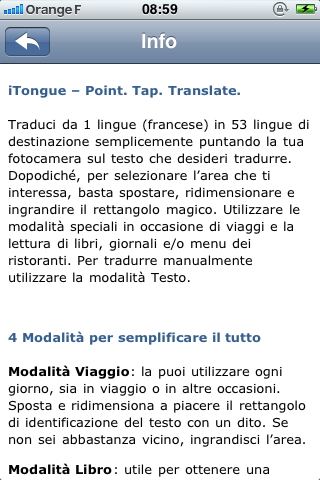 Orange F 08:59
Info
iTongue – Point. Tap. Translate.
Traduci da 1 lingue (francese) in 53 lingue di
destinazione semplicemente puntando la tua
fotocamera sul testo che desideri tradurre.
Dopodiché, per selezionare l'area che ti
interessa, basta spostare, ridimensionare e
ingrandire il rettangolo magico. Utilizzare le
modalità speciali in occasione di viaggi e la
lettura di libri, giornali e/o menu dei
ristoranti. Per tradurre manualmente
utilizzare la modalità Testo.
4 Modalità per semplificare il tutto
Modalità Viaggio: la puoi utilizzare ogni
giorno, sia in viaggio o in altre occasioni.
Sposta e ridimensiona a piacere il rettangolo
di identificazione del testo con un dito. Se
non sei abbastanza vicino, ingrandisci l'area.
Modalità Libro: utile per ottenere una